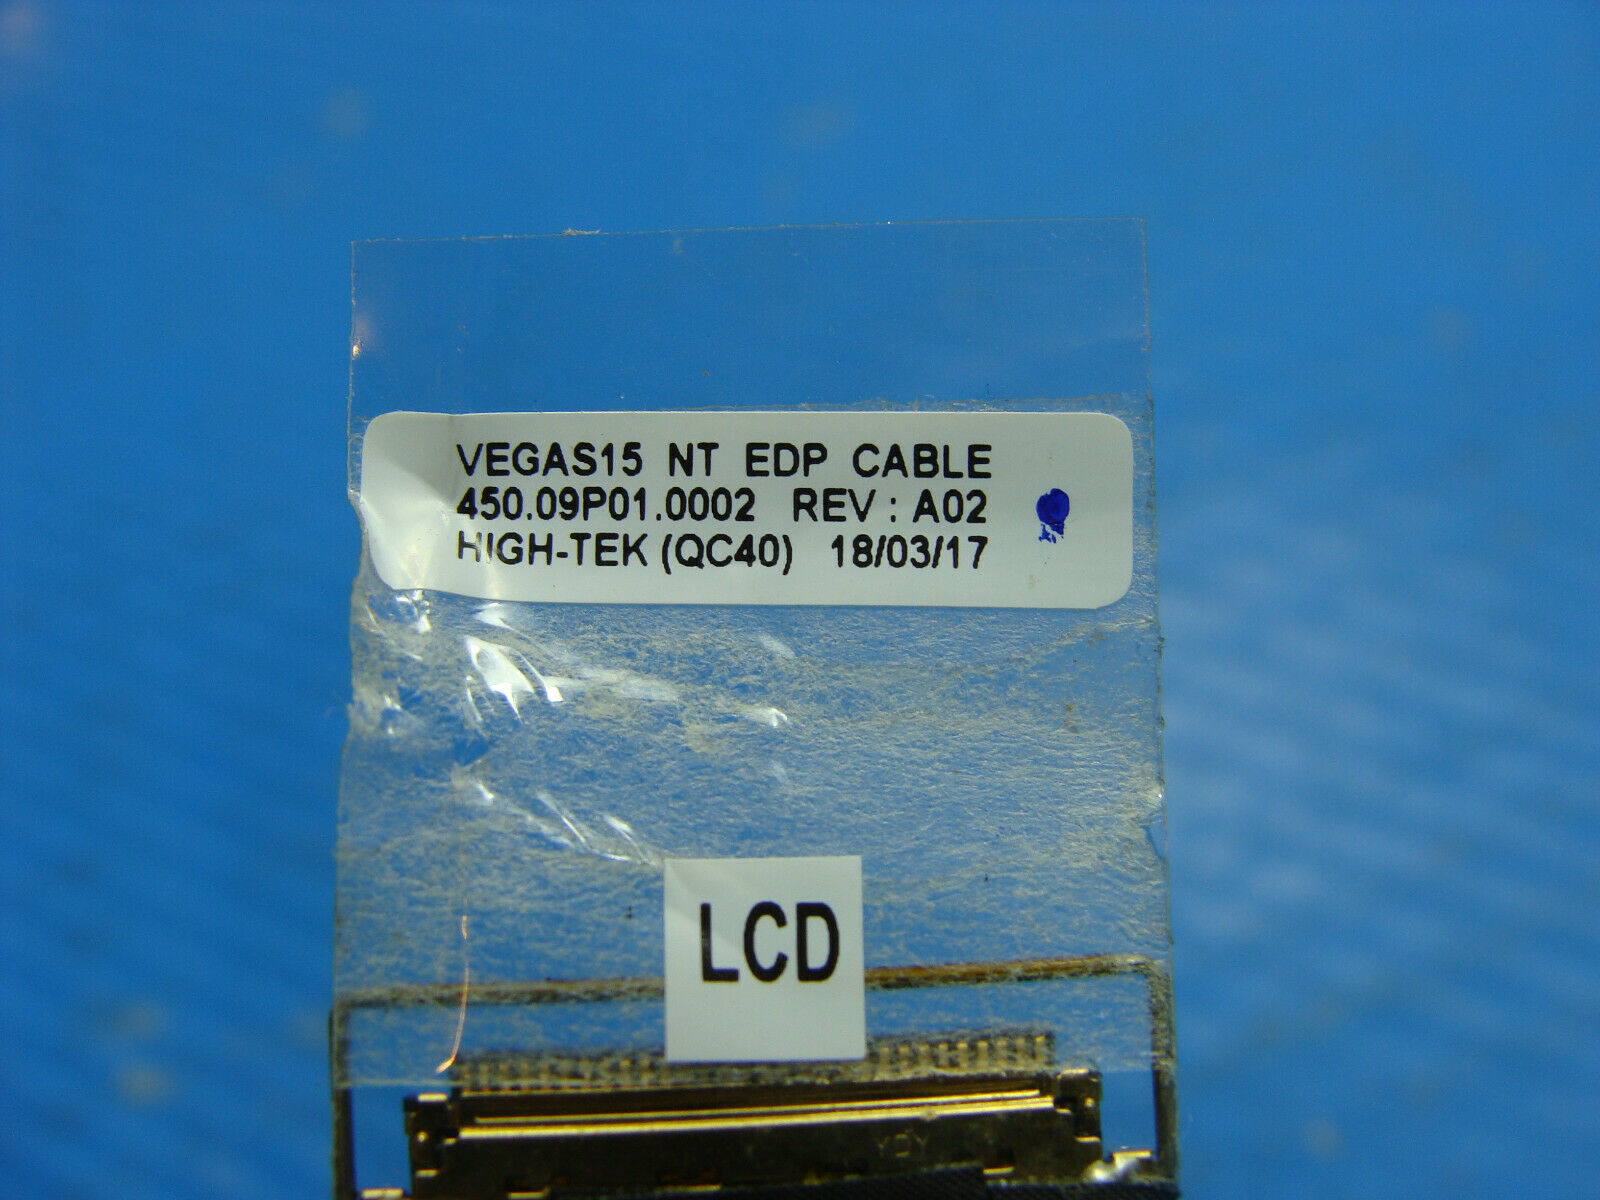 VEGAS15 NT EDP CABLE
450.09P01.0002 REV : A02
HIGH-TEK (QC40) 18/03/17
LCD